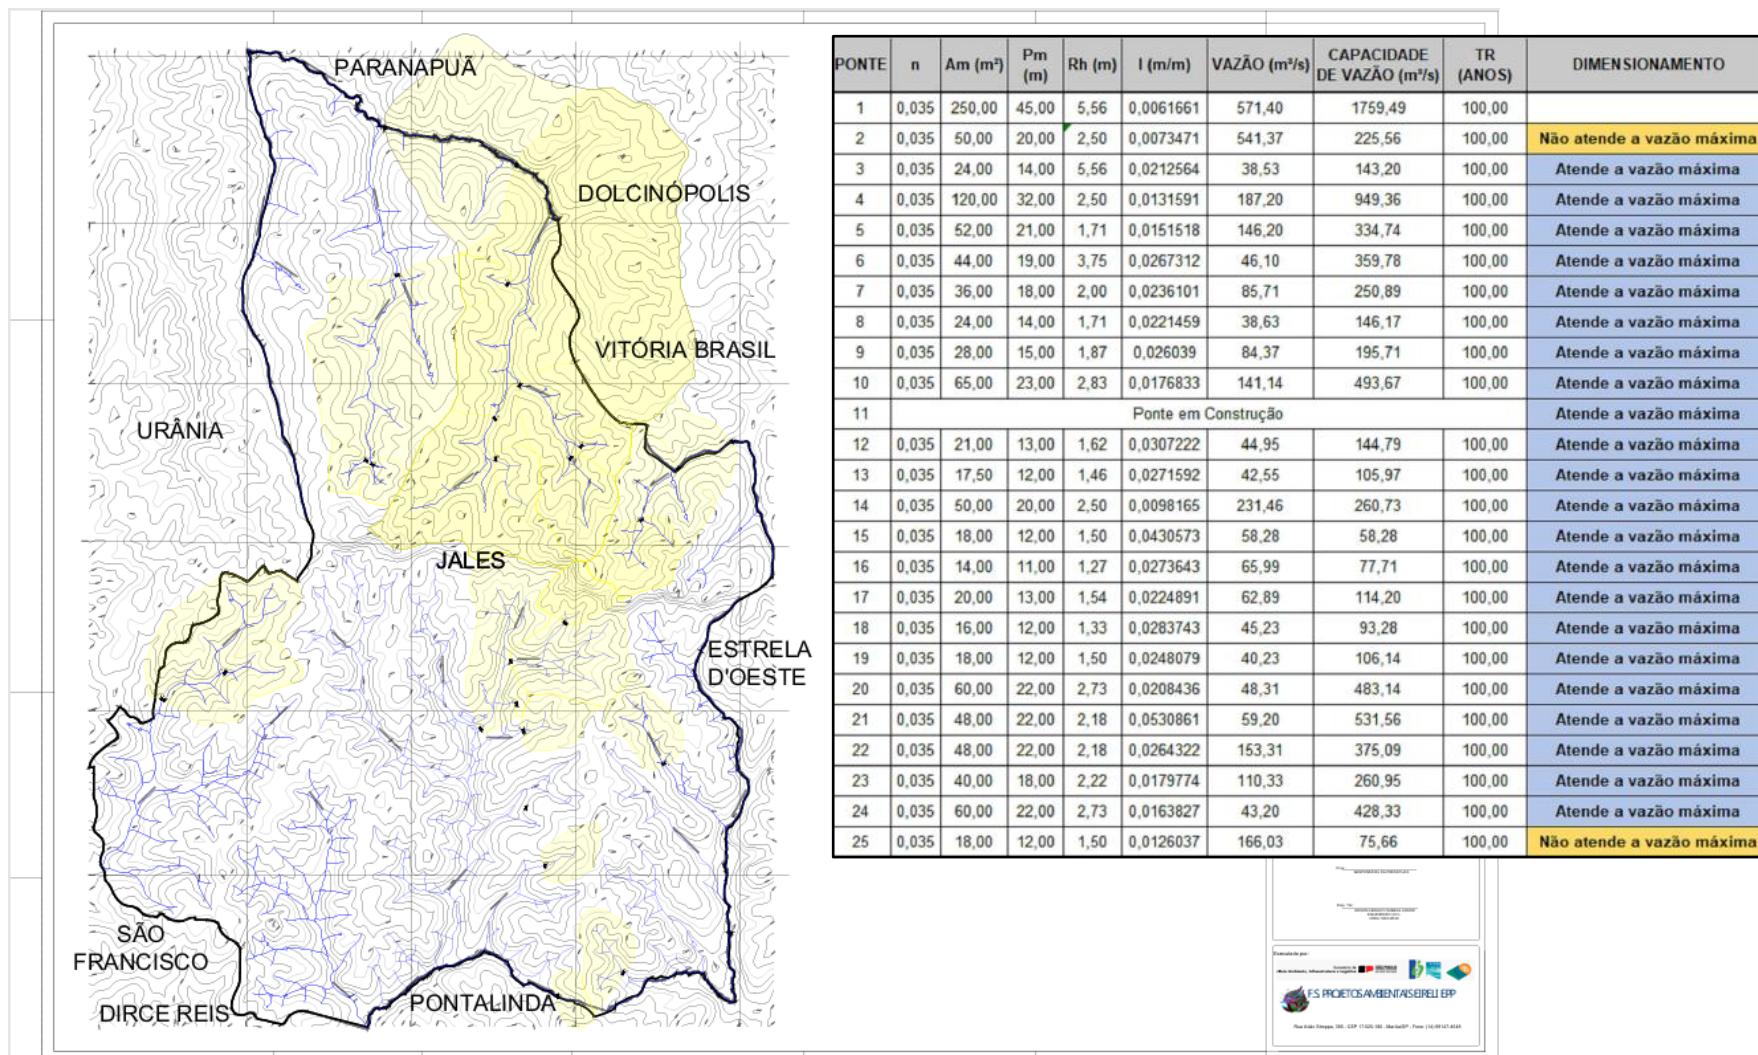 PARANAPUÃ
DOLCINÓPOLIS
VITÓRIA BRASIL
URÂNIA
JALES
ESTRELA
D'OESTE
SÃO
FRANCISCO
DIRCE REIS
PONTALINDA
PONTE n Am (m²) Pm (m) Rh (m) I (m/m) VAZÃO (m³/s) CAPACIDADE DE VAZÃO (m³/s) TR (ANOS) DIMENSIONAMENTO
1 0,035 250,00 45,00 5,56 0,0061661 571,40 1759,49 100,00
2 0,035 50,00 20,00 2,50 0,0073471 541,37 225,56 100,00 Não atende a vazão máxima
3 0,035 24,00 14,00 5,56 0,0212564 38,53 143,20 100,00 Atende a vazão máxima
4 0,035 120,00 32,00 2,50 0,0131591 187,20 949,36 100,00 Atende a vazão máxima
5 0,035 52,00 21,00 1,71 0,0151518 146,20 334,74 100,00 Atende a vazão máxima
6 0,035 44,00 19,00 3,75 0,0267312 46,10 359,78 100,00 Atende a vazão máxima
7 0,035 36,00 18,00 2,00 0,0236101 85,71 250,89 100,00 Atende a vazão máxima
8 0,035 24,00 14,00 1,71 0,0221459 38,63 146,17 100,00 Atende a vazão máxima
9 0,035 28,00 15,00 1,87 0,026039 84,37 195,71 100,00 Atende a vazão máxima
10 0,035 65,00 23,00 2,83 0,0176833 141,14 493,67 100,00 Atende a vazão máxima
11 Ponte em Construção Atende a vazão máxima
12 0,035 21,00 13,00 1,62 0,0307222 44,95 144,79 100,00 Atende a vazão máxima
13 0,035 17,50 12,00 1,46 0,0271592 42,55 105,97 100,00 Atende a vazão máxima
14 0,035 50,00 20,00 2,50 0,0098165 231,46 260,73 100,00 Atende a vazão máxima
15 0,035 18,00 12,00 1,50 0,0430573 58,28 58,28 100,00 Atende a vazão máxima
16 0,035 14,00 11,00 1,27 0,0273643 65,99 77,71 100,00 Atende a vazão máxima
17 0,035 20,00 13,00 1,54 0,0224891 62,89 114,20 100,00 Atende a vazão máxima
18 0,035 16,00 12,00 1,33 0,0283743 45,23 93,28 100,00 Atende a vazão máxima
19 0,035 18,00 12,00 1,50 0,0248079 40,23 106,14 100,00 Atende a vazão máxima
20 0,035 60,00 22,00 2,73 0,0208436 48,31 483,14 100,00 Atende a vazão máxima
21 0,035 48,00 22,00 2,18 0,0530861 59,20 531,56 100,00 Atende a vazão máxima
22 0,035 48,00 22,00 2,18 0,0264322 153,31 375,09 100,00 Atende a vazão máxima
23 0,035 40,00 18,00 2,22 0,0179774 110,33 260,95 100,00 Atende a vazão máxima
24 0,035 60,00 22,00 2,73 0,0163827 43,20 428,33 100,00 Atende a vazão máxima
25 0,035 18,00 12,00 1,50 0,0126037 166,03 75,66 100,00 Não atende a vazão máxima
F.S PROJETOS AMBIENTAIS EIRELI EPP